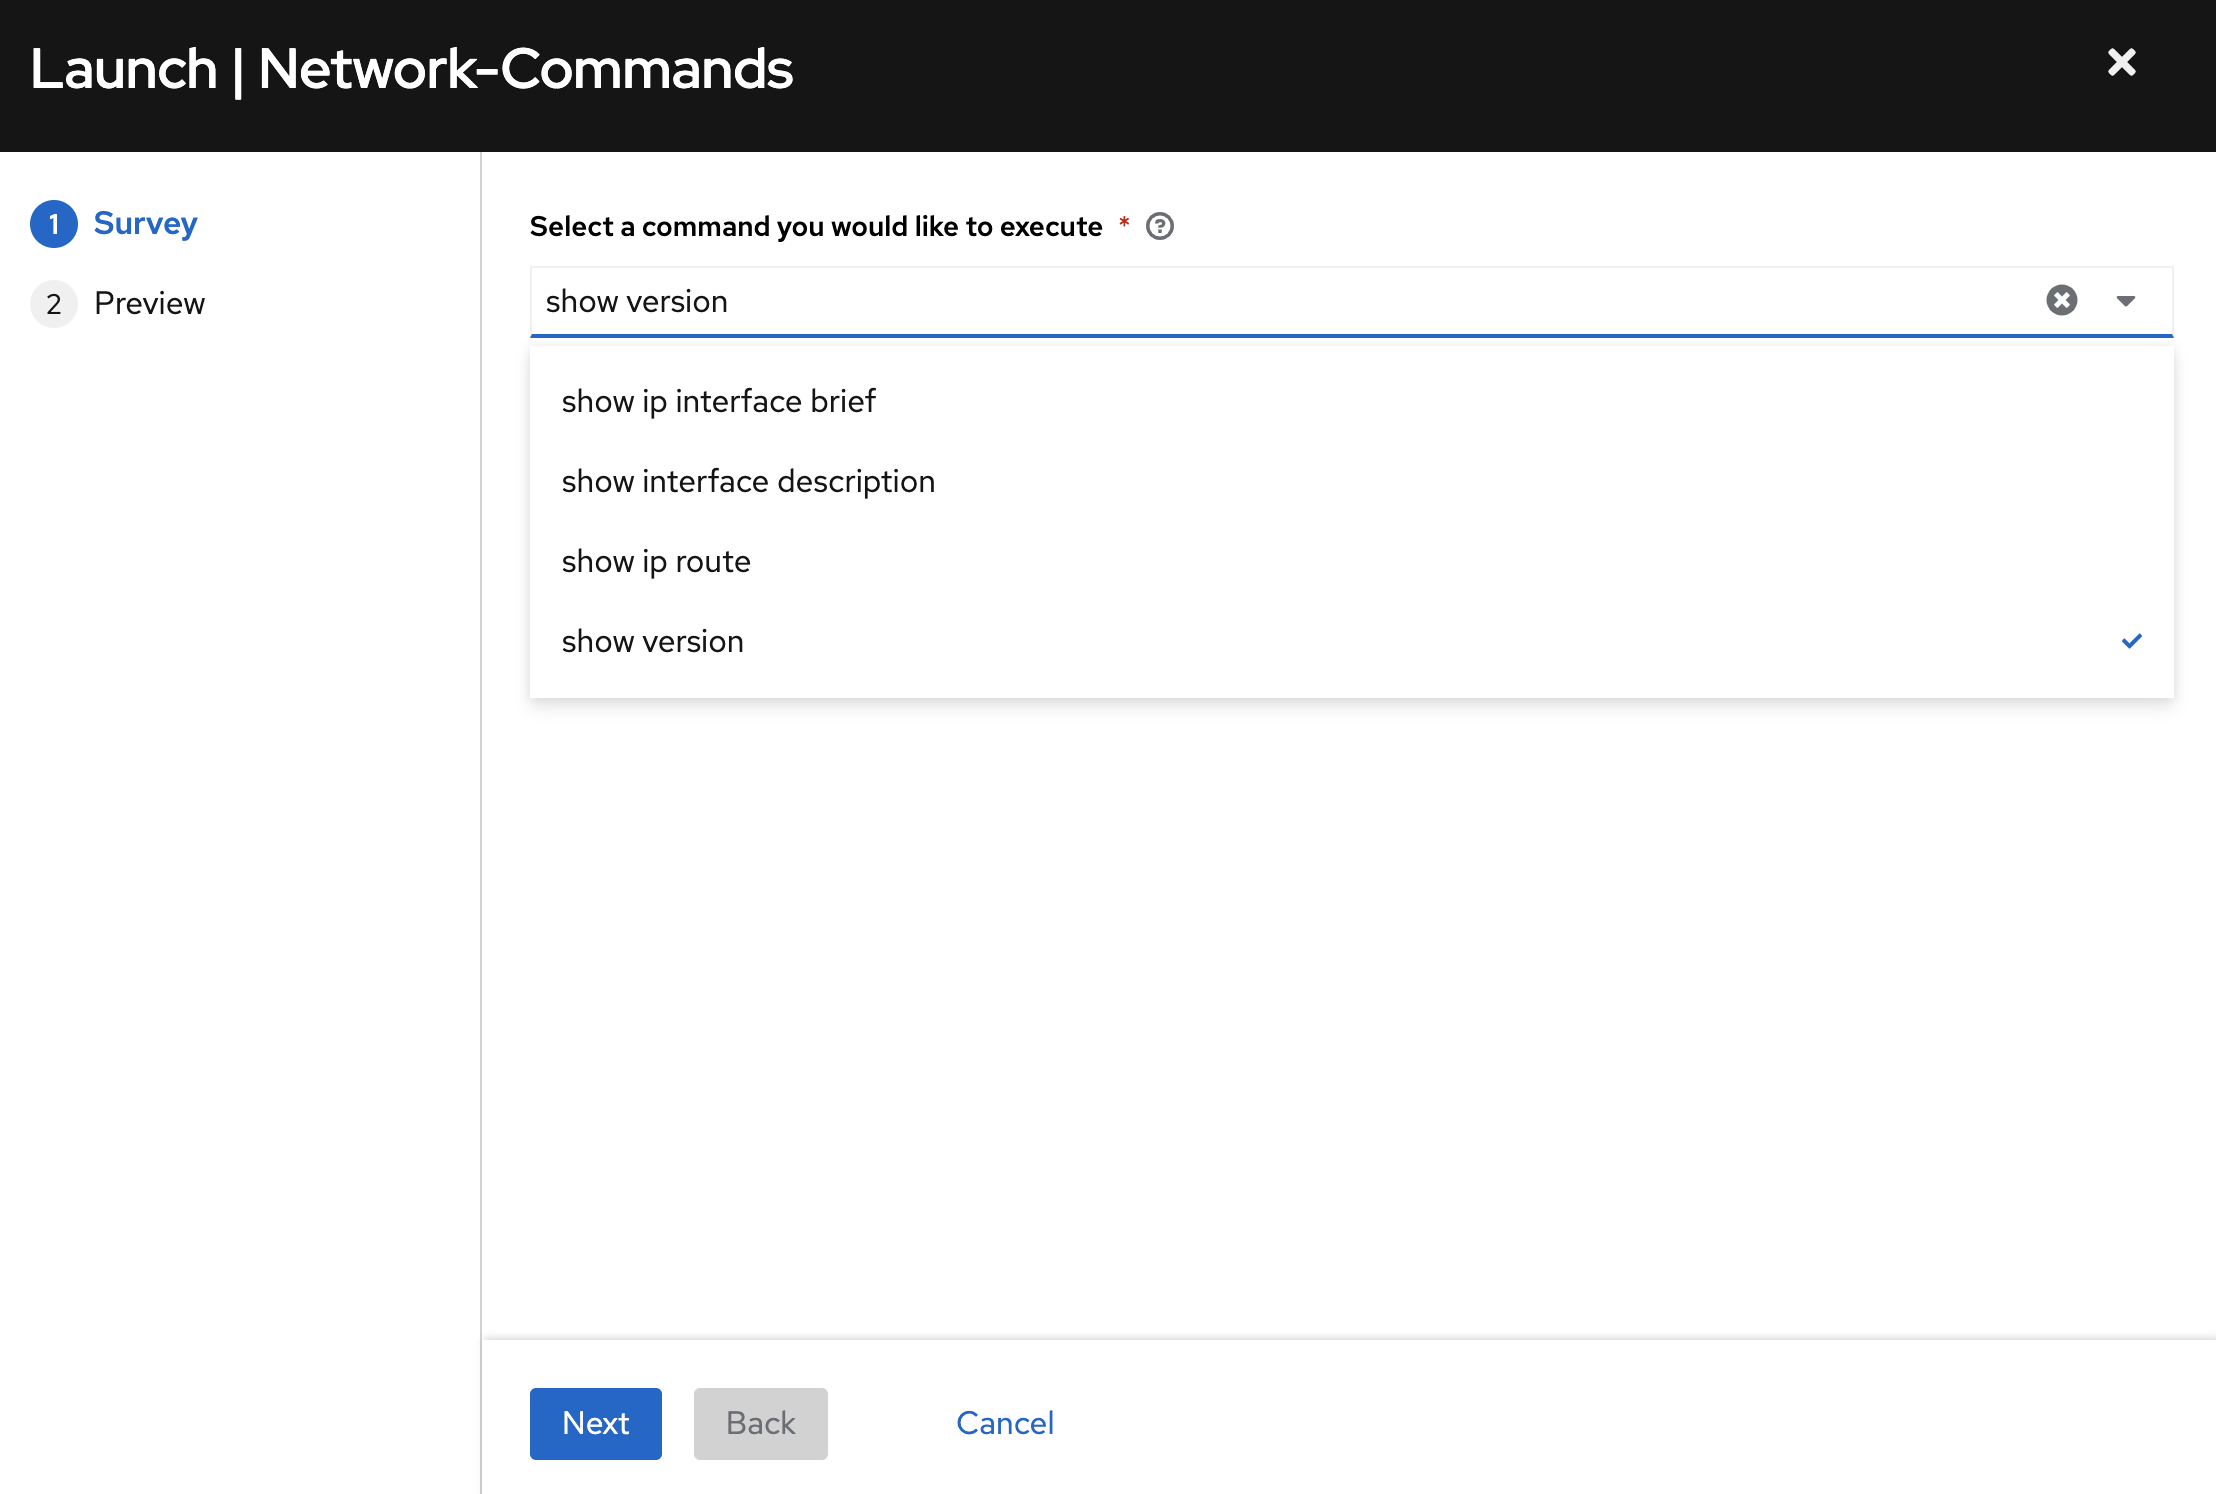 Launch | Network-Commands
1 Survey
2 Preview
Select a command you would like to execute *
show version
show ip interface brief
show interface description
show ip route
show version
Next Back Cancel